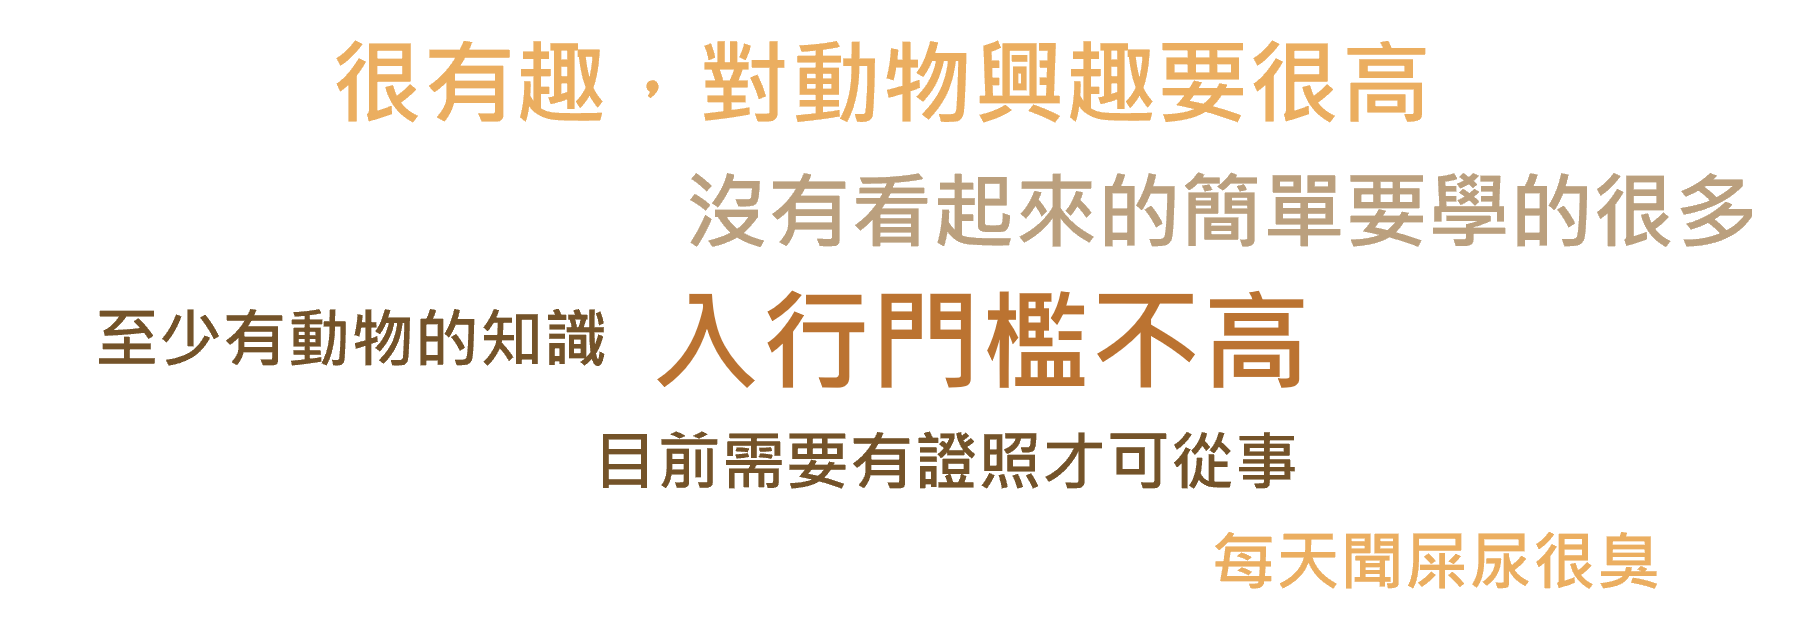 很有趣，對動物興趣要很高
沒有看起來的簡單要學的很多
至少有動物的知識
入行門檻不高
目前需要有證照才可從事
每天聞屎尿很臭